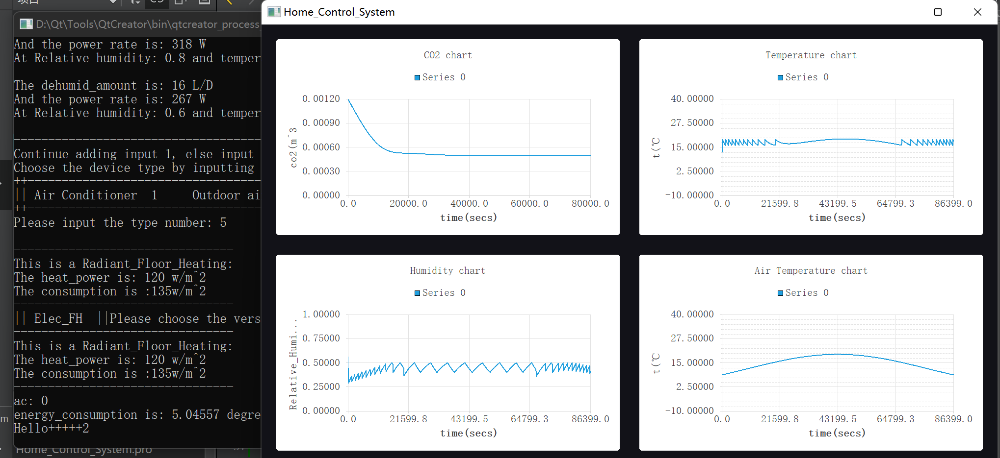 项目
D:\Qt\Tools\QtCreator\bin\qtcreator_process_
And the power rate is: 318 W
At Relative humidity: 0.8 and temper
The dehumid_amount is: 16 L/D
And the power rate is: 267 W
At Relative humidity: 0.6 and temper
Continue adding input 1, else input
Choose the device type by inputting
|| Air Conditioner 1 Outdoor ai
Please input the type number: 5
This is a Radiant_Floor_Heating:
The heat_power is: 120 w/m^2
The consumption is :135w/m^2
|| Elec_FH ||Please choose the vers
This is a Radiant_Floor_Heating:
The heat_power is: 120 w/m^2
The consumption is :135w/m^2
ac: 0
energy_consumption is: 5.04557 degre
Hello+++++2
Home_Control_System.pro
Home_Control_System
CO2 chart
Series 0
0.00120
0.00090
0.00060
0.00030
0.00000
co2(m^3
0.0 20000.0 40000.0 60000.0 80000.0
time(secs)
Temperature chart
Series 0
40.00000
27.50000
15.00000
2.50000
-10.00000
t(℃
0.0 21599.8 43199.5 64799.3 86399.0
time(secs)
Humidity chart
Series 0
1.00000
0.75000
0.50000
0.25000
0.00000
Relative_Humi...
0.0 21599.8 43199.5 64799.3 86399.0
time(secs)
Air Temperature chart
Series 0
40.00000
27.50000
15.00000
2.50000
-10.00000
t(℃
0.0 21599.8 43199.5 64799.3 86399.0
time(secs)